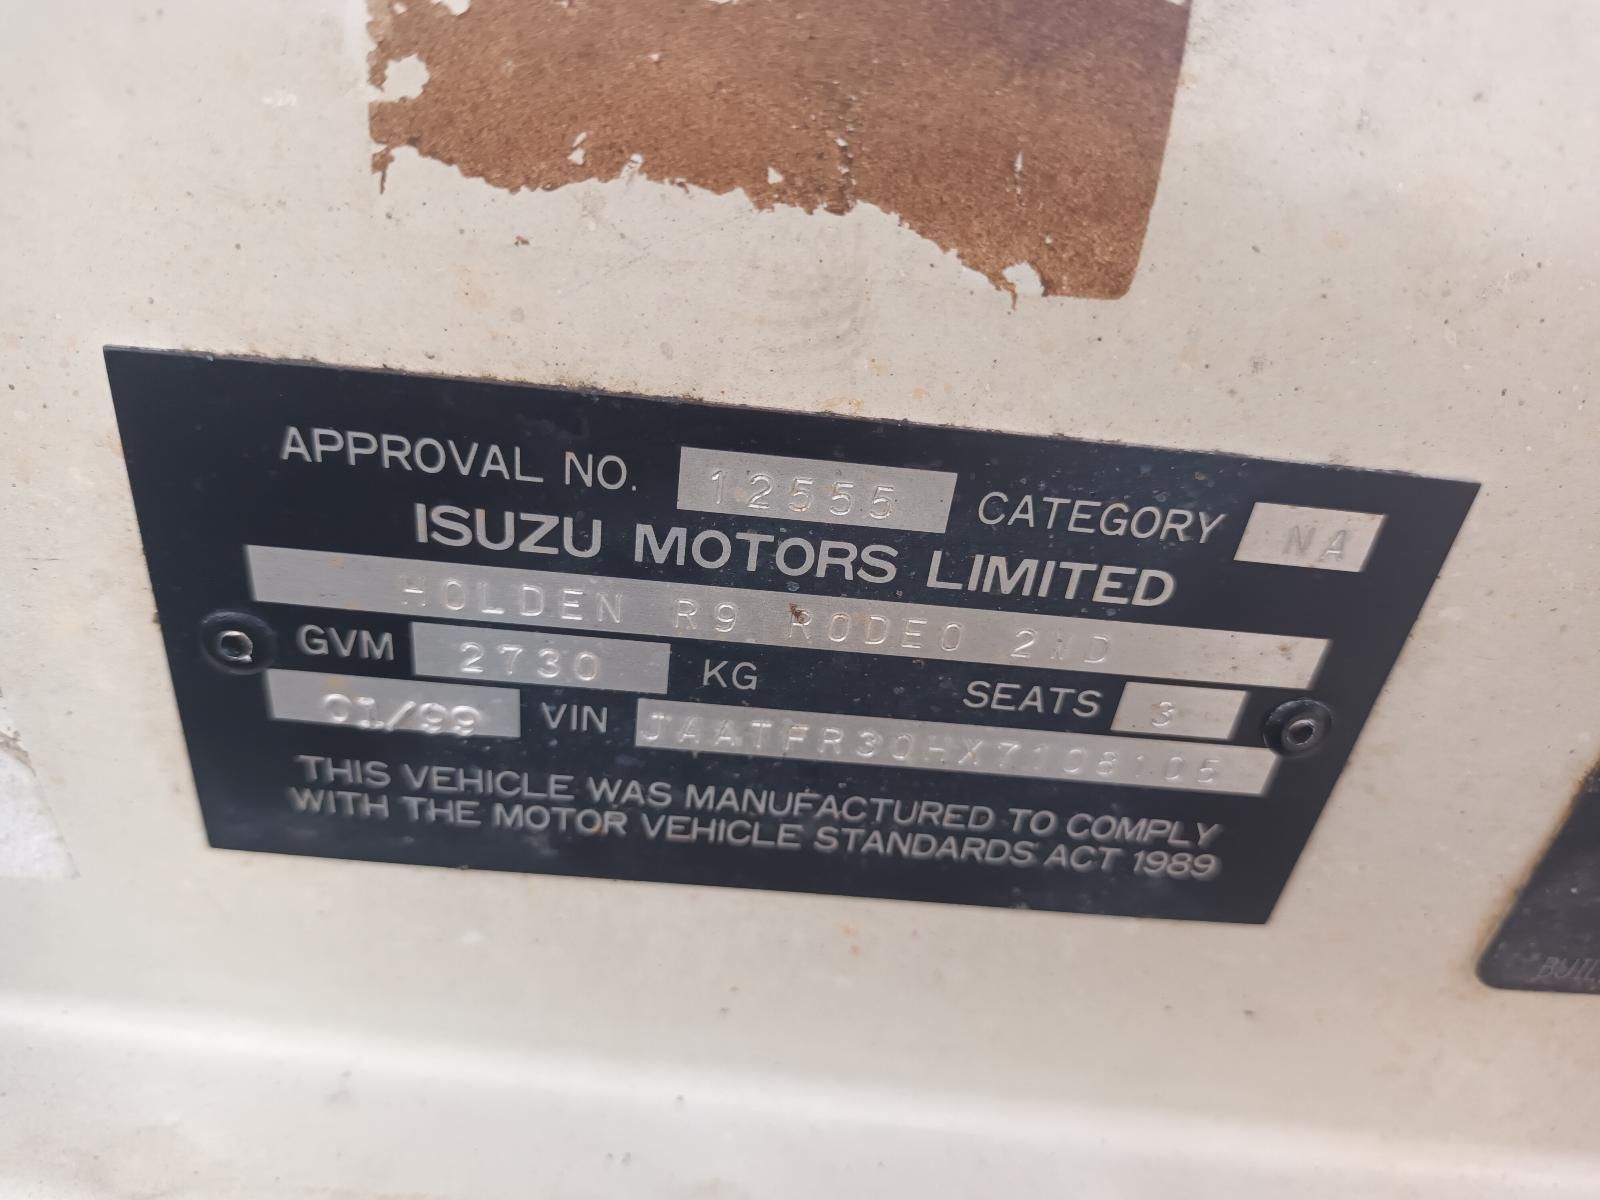 APPROVAL NO. 12555 CATEGORY NA
ISUZU MOTORS LIMITED
HOLDEN R9 RODEO 2WD
GVM 2730 KG SEATS 3
01/99 VIN JAATFR30HX7108105
THIS VEHICLE WAS MANUFACTURED TO COMPLY
WITH THE MOTOR VEHICLE STANDARDS ACT 1989
BUIL